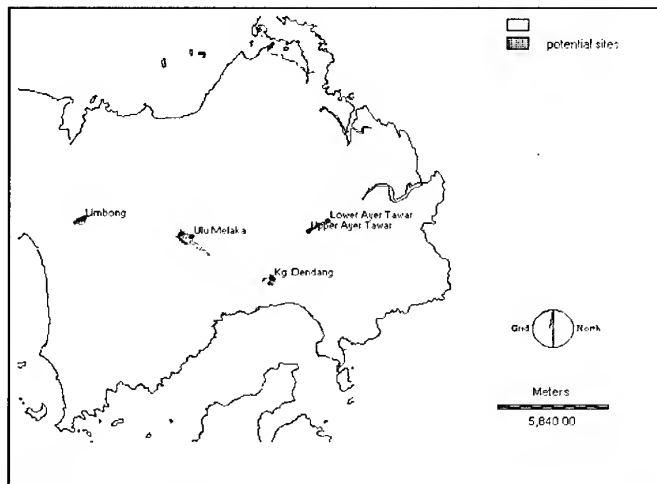 potential sites
Limbong
Lower Ayer Tawar
Upper Ayer Tawar
Ulu Melaka
Kg. Dendang
Grid North
Meters
5,840.00